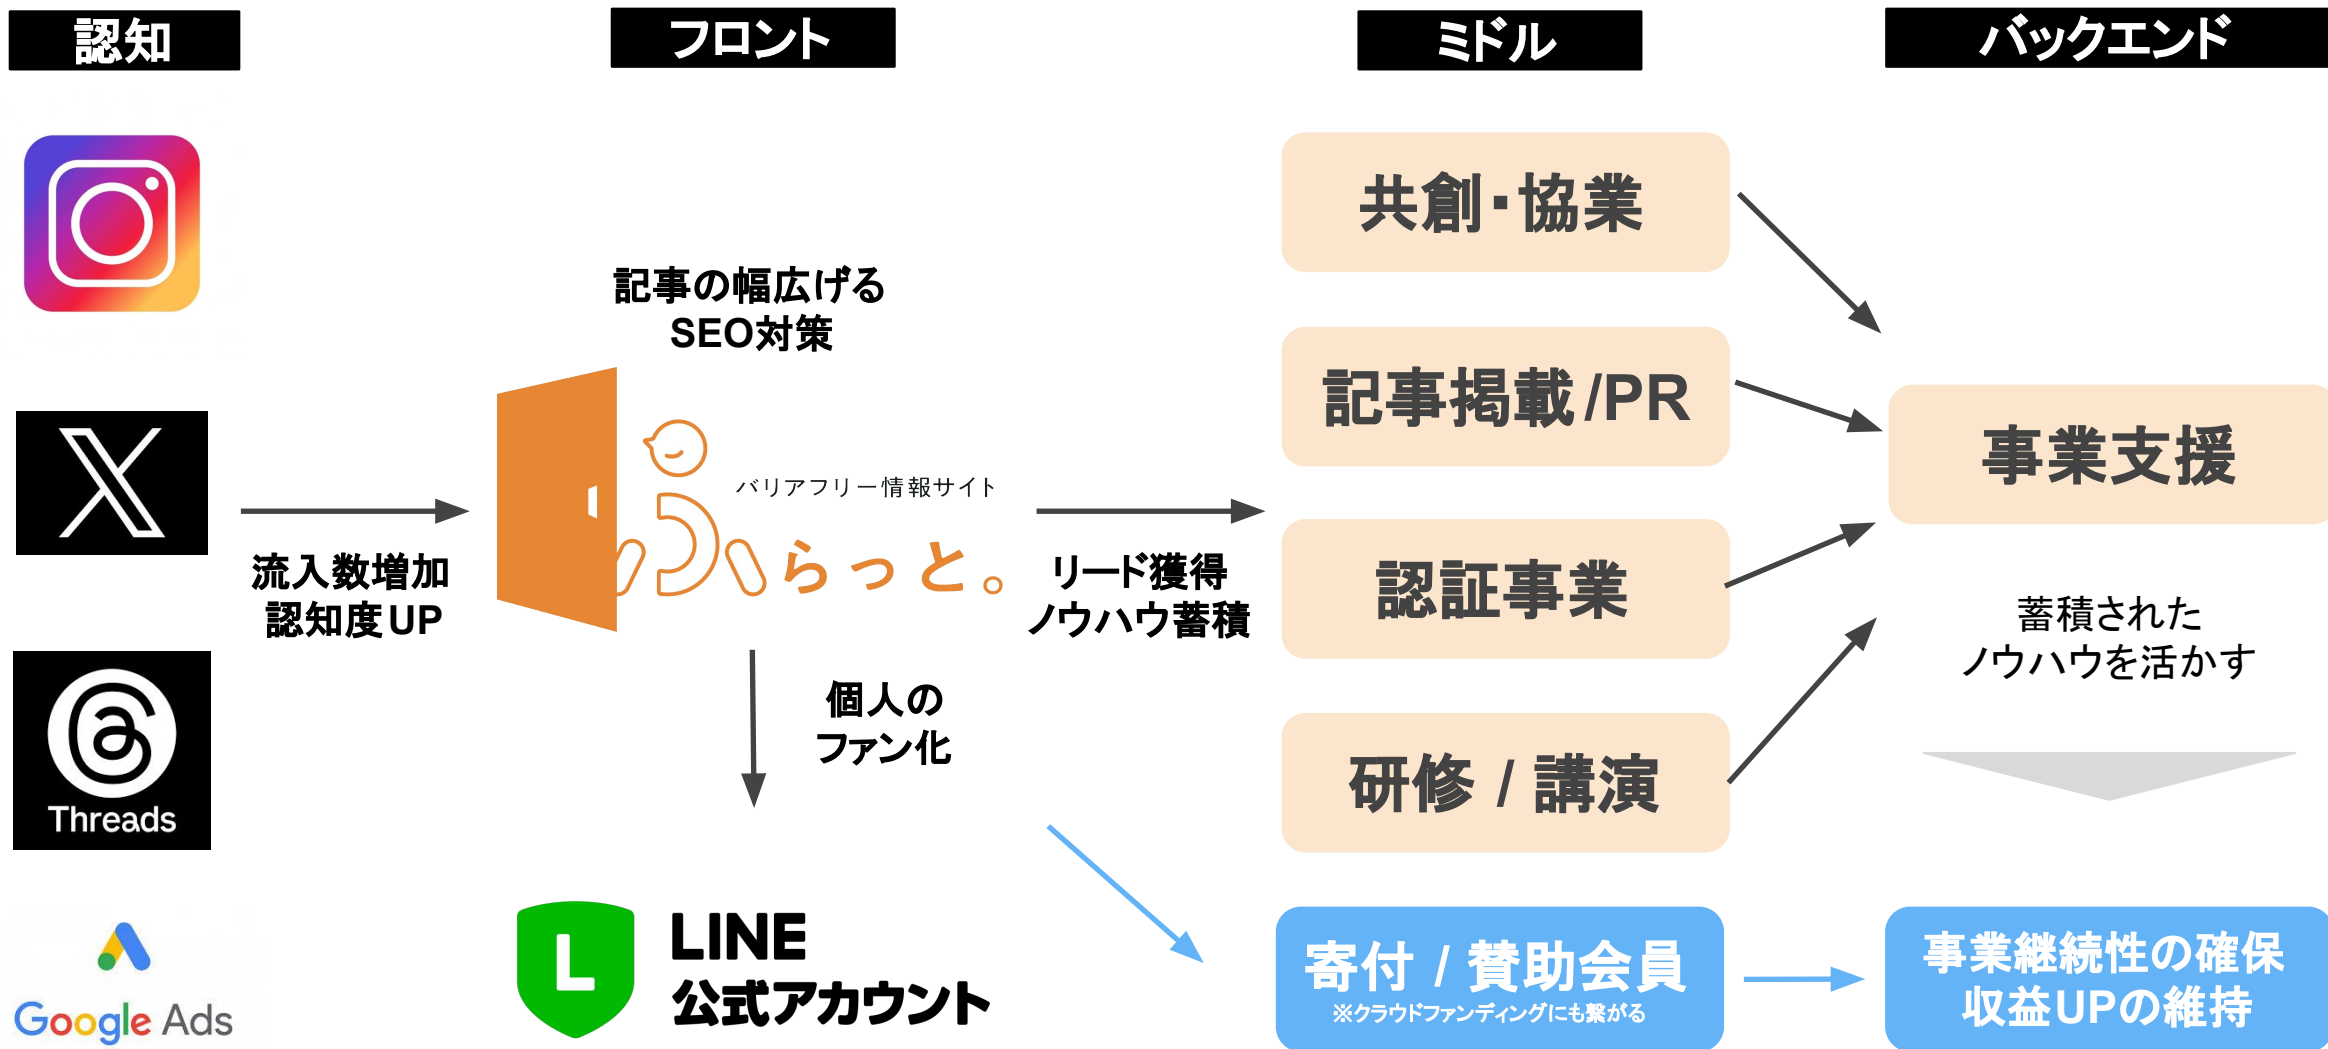 認知
フロント
ミドル
バックエンド
記事の幅広げる
SEO対策
バリアフリー情報サイト
らっと。
流入数増加
認知度UP
Threads
Google Ads
個人の
ファン化
L
LINE
公式アカウント
リード獲得
ノウハウ蓄積
共創・協業
記事掲載/PR
認証事業
研修 / 講演
寄付 / 賛助会員
※クラウドファンディングにも繋がる
事業支援
蓄積された
ノウハウを活かす
事業継続性の確保
収益UPの維持